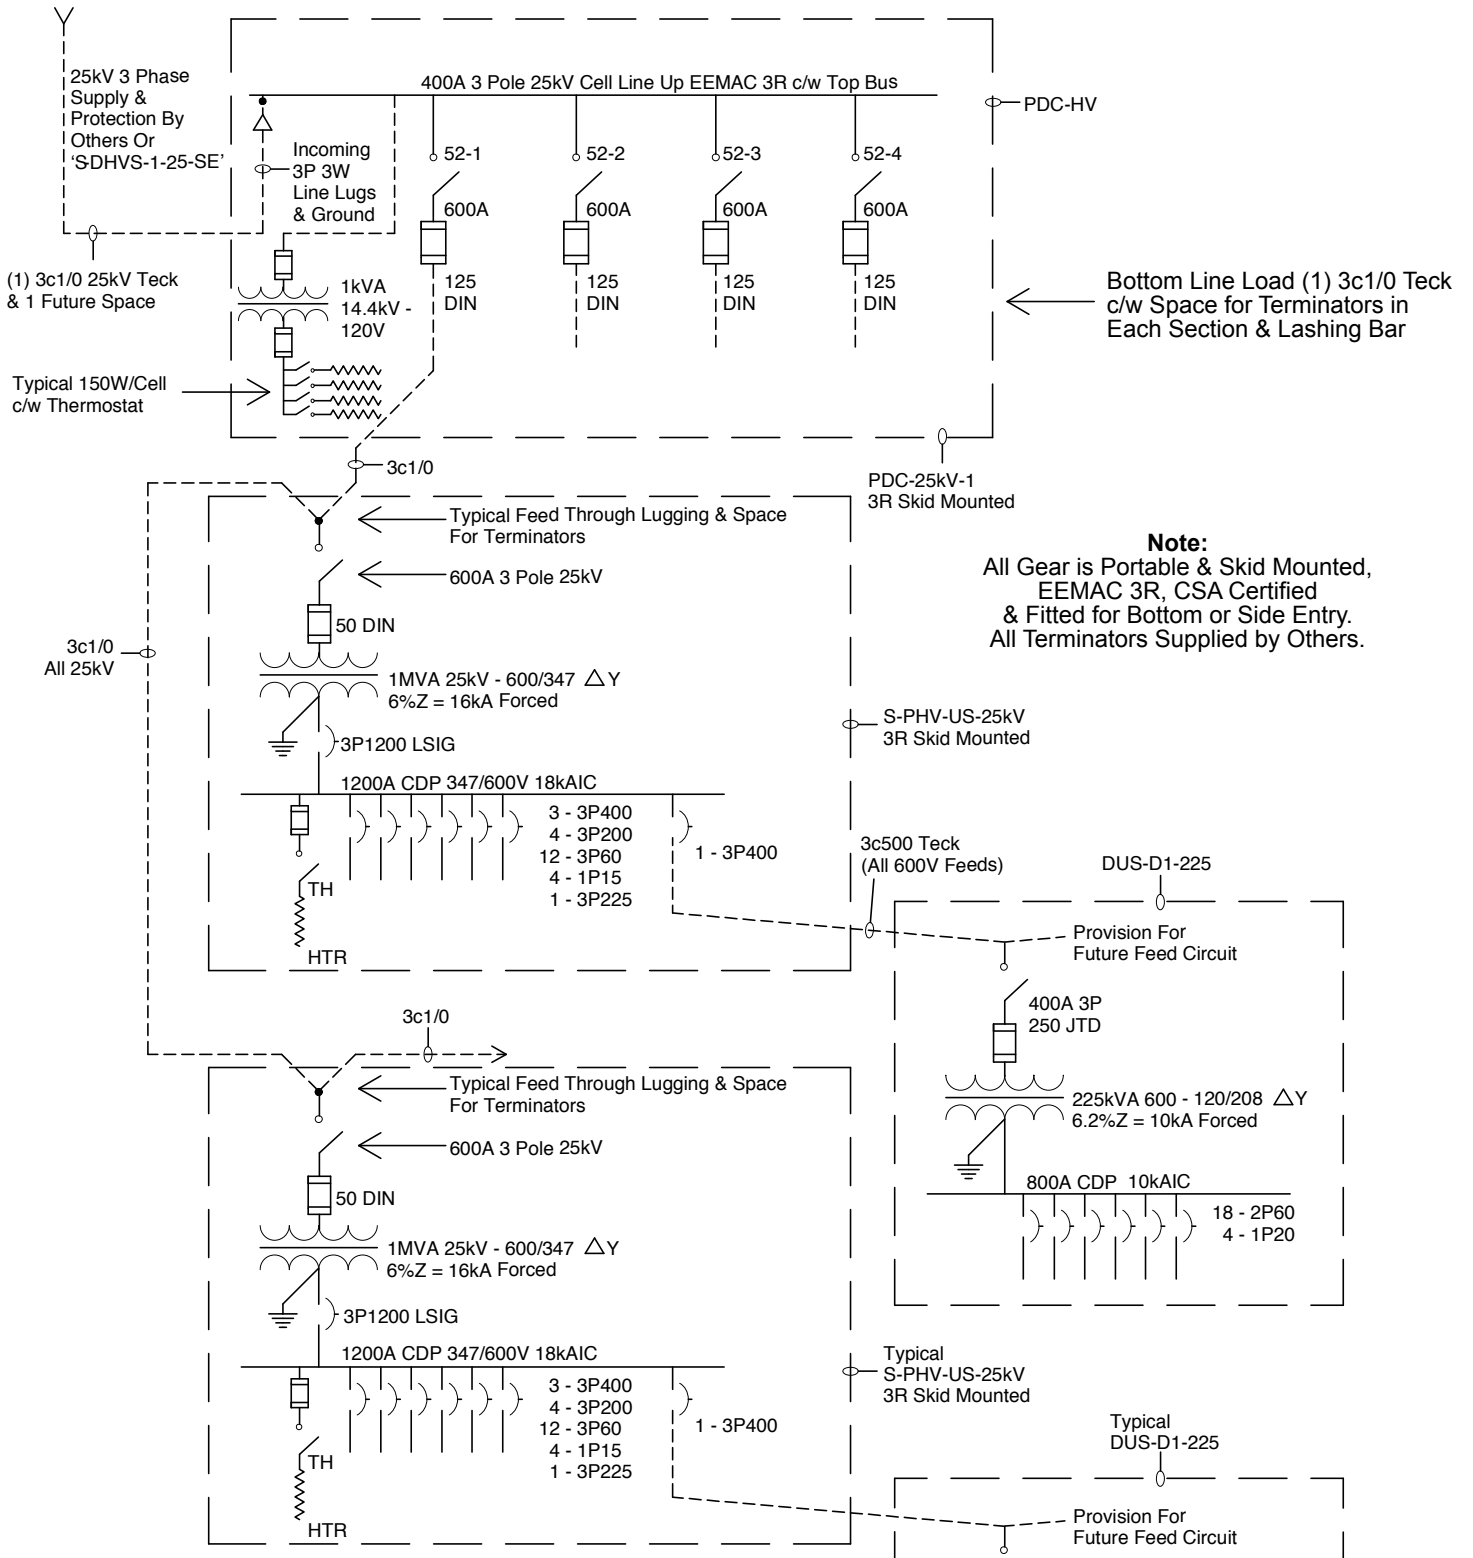 25kV 3 Phase
Supply &
Protection By
Others Or
‘S-DHVS-1-25-SE’
400A 3 Pole 25kV Cell Line Up EEMAC 3R c/w Top Bus
PDC-HV
Incoming
3P 3W
Line Lugs
& Ground
52-1
52-2
52-3
52-4
600A
600A
600A
600A
(1) 3c1/0 25kV Teck
& 1 Future Space
1kVA
14.4kV -
120V
125
DIN
125
DIN
125
DIN
125
DIN
Bottom Line Load (1) 3c1/0 Teck
c/w Space for Terminators in
Each Section & Lashing Bar
Typical 150W/Cell
c/w Thermostat
3c1/0
PDC-25kV-1
3R Skid Mounted
Typical Feed Through Lugging & Space
For Terminators
600A 3 Pole 25kV
Note:
All Gear is Portable & Skid Mounted,
EEMAC 3R, CSA Certified
& Fitted for Bottom or Side Entry.
All Terminators Supplied by Others.
50 DIN
3c1/0
All 25kV
1MVA 25kV - 600/347 △Y
6%Z = 16kA Forced
S-PHV-US-25kV
3R Skid Mounted
3P1200 LSIG
1200A CDP 347/600V 18kAIC
3 - 3P400
4 - 3P200
12 - 3P60
4 - 1P15
1 - 3P225
1 - 3P400
TH
HTR
3c500 Teck
(All 600V Feeds)
DUS-D1-225
Provision For
Future Feed Circuit
400A 3P
250 JTD
225kVA 600 - 120/208 △Y
6.2%Z = 10kA Forced
800A CDP 10kAIC
18 - 2P60
4 - 1P20
3c1/0
Typical Feed Through Lugging & Space
For Terminators
600A 3 Pole 25kV
50 DIN
1MVA 25kV - 600/347 △Y
6%Z = 16kA Forced
3P1200 LSIG
1200A CDP 347/600V 18kAIC
3 - 3P400
4 - 3P200
12 - 3P60
4 - 1P15
1 - 3P225
1 - 3P400
TH
HTR
Typical
S-PHV-US-25kV
3R Skid Mounted
Typical
DUS-D1-225
Provision For
Future Feed Circuit